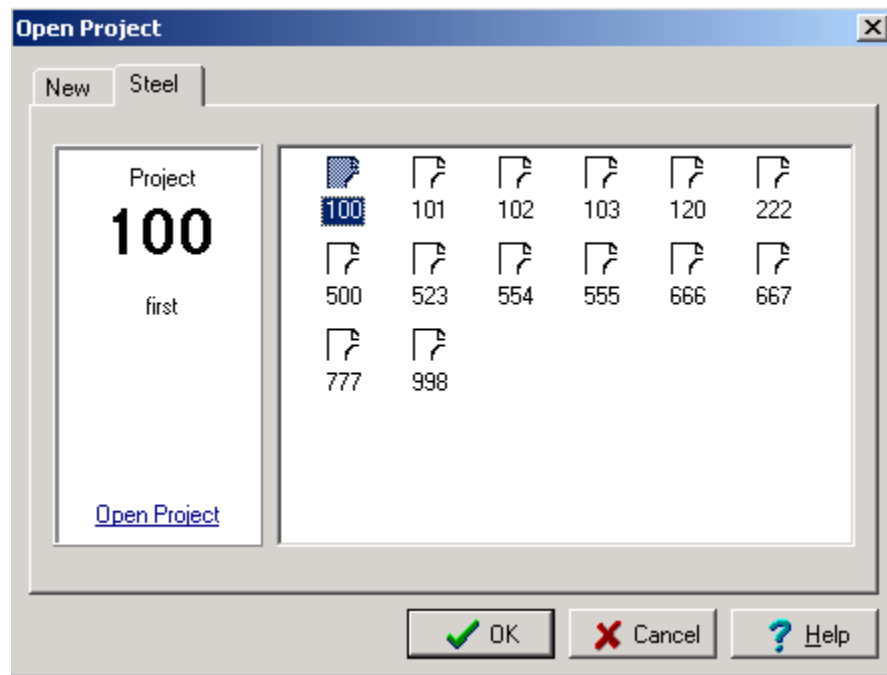 Open Project
New Steel
Project
100
first
Open Project
100 101 102 103 120 222
500 523 554 555 666 667
777 998
OK Cancel Help